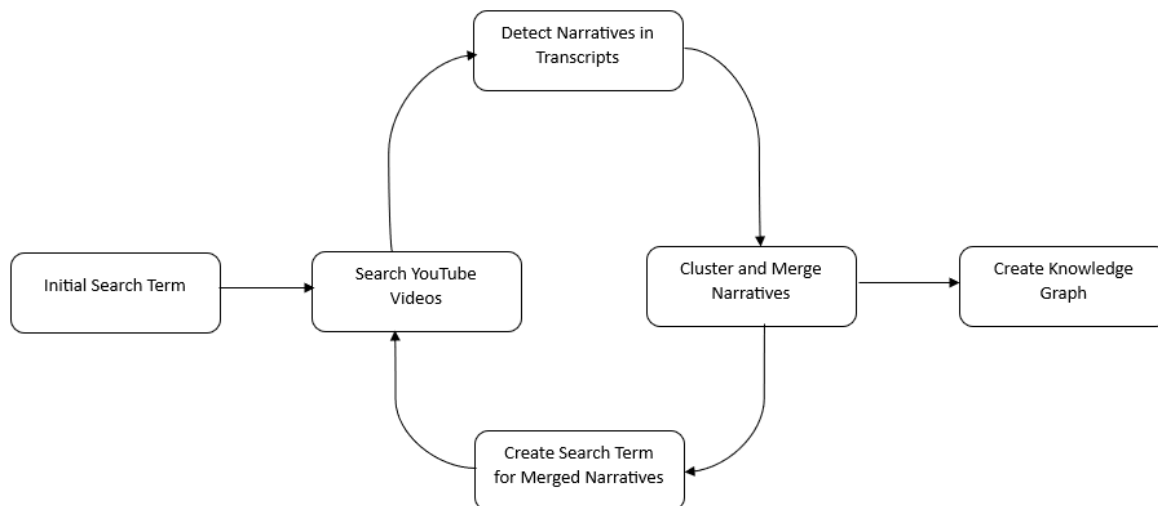 Detect Narratives in
Transcripts
Initial Search Term
Search YouTube
Videos
Cluster and Merge
Narratives
Create Knowledge
Graph
Create Search Term
for Merged Narratives